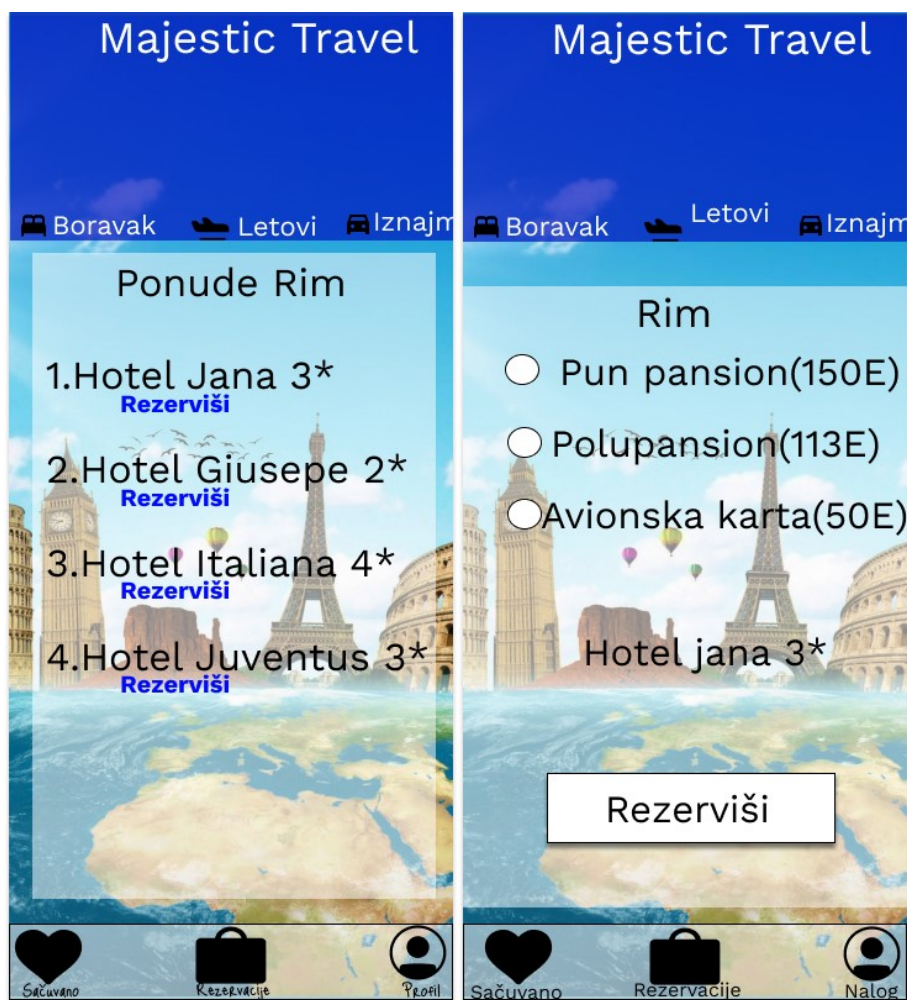 Majestic Travel
Boravak
Letovi
Iznajm
Ponude Rim
1.Hotel Jana 3*
Rezerviši
2.Hotel Giusepe 2*
Rezerviši
3.Hotel Italiana 4*
Rezerviši
4.Hotel Juventus 3*
Rezerviši
Sačuvano
Rezervacije
Profil
Majestic Travel
Boravak
Letovi
Iznajm
Rim
Pun pansion(150E)
Polupansion(113E)
Avionska karta(50E)
Hotel jana 3*
Rezerviši
Sačuvano
Rezervacije
Nalog